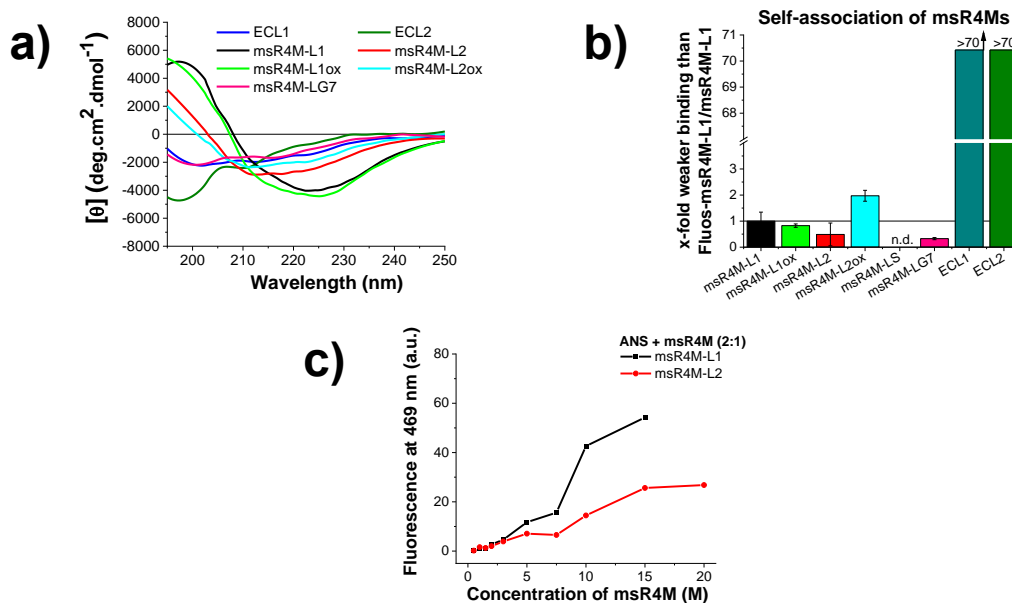 a)
8000
6000
4000
2000
0
-2000
-4000
-6000
-8000
[θ] (deg.cm².dmol⁻¹)
ECL1
ECL2
msR4M-L1
msR4M-L2
msR4M-L1ox
msR4M-L2ox
msR4M-LG7
200 210 220 230 240 250
Wavelength (nm)
b)
Self-association of msR4Ms
x-fold weaker binding than
Fluos-msR4M-L1/msR4M-L1
71
70
68
2
1
0
>70
>70
n.d.
msR4M-L1
msR4M-L1ox
msR4M-L2
msR4M-L2ox
msR4M-LS
msR4M-LG7
ECL1
ECL2
c)
ANS + msR4M (2:1)
msR4M-L1
msR4M-L2
Fluorescence at 469 nm (a.u.)
80
60
40
20
0
0 5 10 15 20
Concentration of msR4M (M)